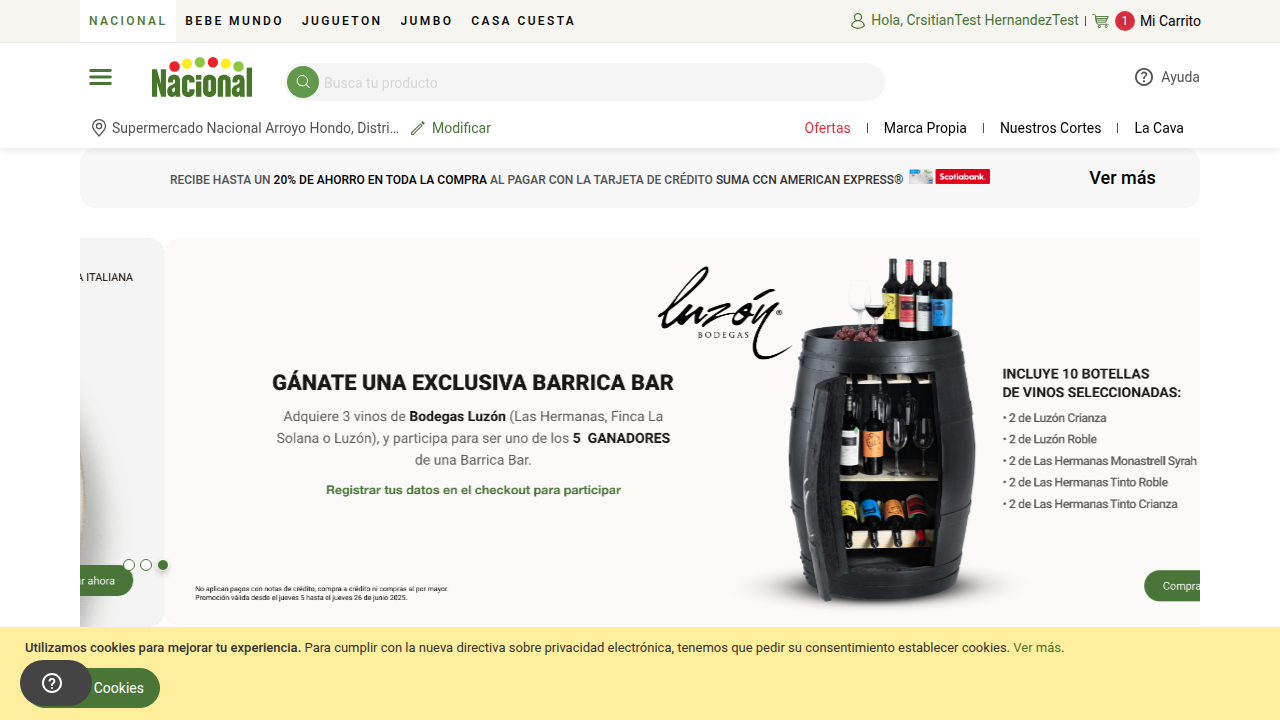 NACIONAL BEBE MUNDO JUGUETON JUMBO CASA CUESTA
Hola, CrsitianTest HernandezTest
1 Mi Carrito
Nacional
Busca tu producto
Ayuda
Supermercado Nacional Arroyo Hondo, Distri...
Modificar
Ofertas
Marca Propia
Nuestros Cortes
La Cava
RECIBE HASTA UN 20% DE AHORRO EN TODA LA COMPRA AL PAGAR CON LA TARJETA DE CRÉDITO SUMA CCN AMERICAN EXPRESS® Scotiabank.
Ver más
A ITALIANA
ar ahora
luzón®
BODEGAS
GÁNATE UNA EXCLUSIVA BARRICA BAR
Adquiere 3 vinos de Bodegas Luzón (Las Hermanas, Finca La
Solana o Luzón), y participa para ser uno de los 5 GANADORES
de una Barrica Bar.
Registrar tus datos en el checkout para participar
No aplican pagos con notas de crédito, compra a crédito ni compras al por mayor.
Promoción válida desde el jueves 5 hasta el jueves 26 de junio 2025.
INCLUYE 10 BOTELLAS
DE VINOS SELECCIONADAS:
• 2 de Luzón Crianza
• 2 de Luzón Roble
• 2 de Las Hermanas Monastrell Syrah
• 2 de Las Hermanas Tinto Roble
• 2 de Las Hermanas Tinto Crianza
Compra
Utilizamos cookies para mejorar tu experiencia. Para cumplir con la nueva directiva sobre privacidad electrónica, tenemos que pedir su consentimiento establecer cookies. Ver más.
Cookies